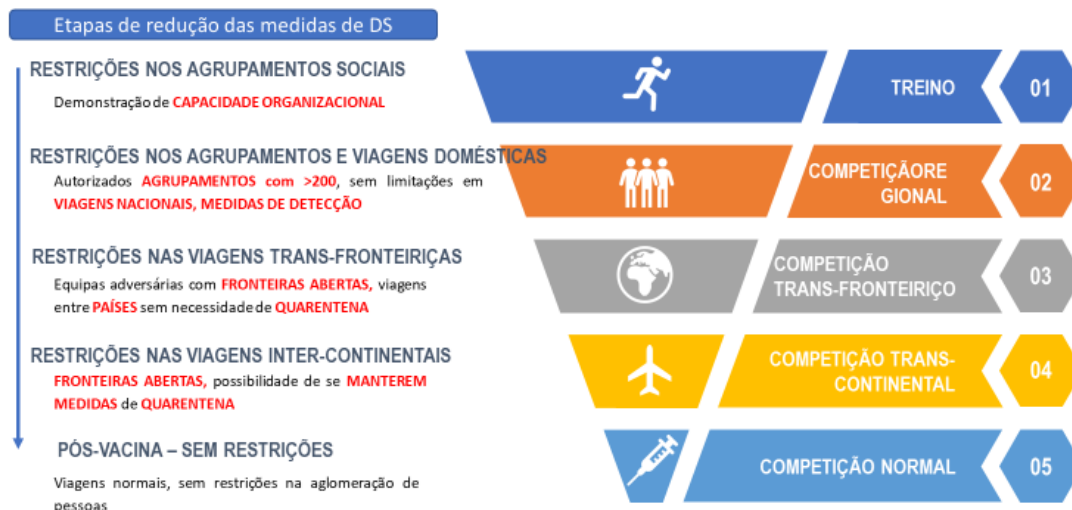 Etapas de redução das medidas de DS
RESTRIÇÕES NOS AGRUPAMENTOS SOCIAIS
Demonstração de CAPACIDADE ORGANIZACIONAL
TREINO
01
RESTRIÇÕES NOS AGRUPAMENTOS E VIAGENS DOMÉSTICAS
Autorizados AGRUPAMENTOS com >200, sem limitações em
VIAGENS NACIONAIS, MEDIDAS DE DETECÇÃO
COMPETIÇÃORE
GIONAL
02
RESTRIÇÕES NAS VIAGENS TRANS-FRONTEIRIÇAS
Equipas adversárias com FRONTEIRAS ABERTAS, viagens
entre PAÍSES sem necessidade de QUARENTENA
COMPETIÇÃO
TRANS-FRONTEIRIÇO
03
RESTRIÇÕES NAS VIAGENS INTER-CONTINENTAIS
FRONTEIRAS ABERTAS, possibilidade de se MANTEREM
MEDIDAS de QUARENTENA
COMPETIÇÃO TRANS-
CONTINENTAL
04
PÓS-VACINA – SEM RESTRIÇÕES
Viagens normais, sem restrições na aglomeração de
pessoas
COMPETIÇÃO NORMAL
05